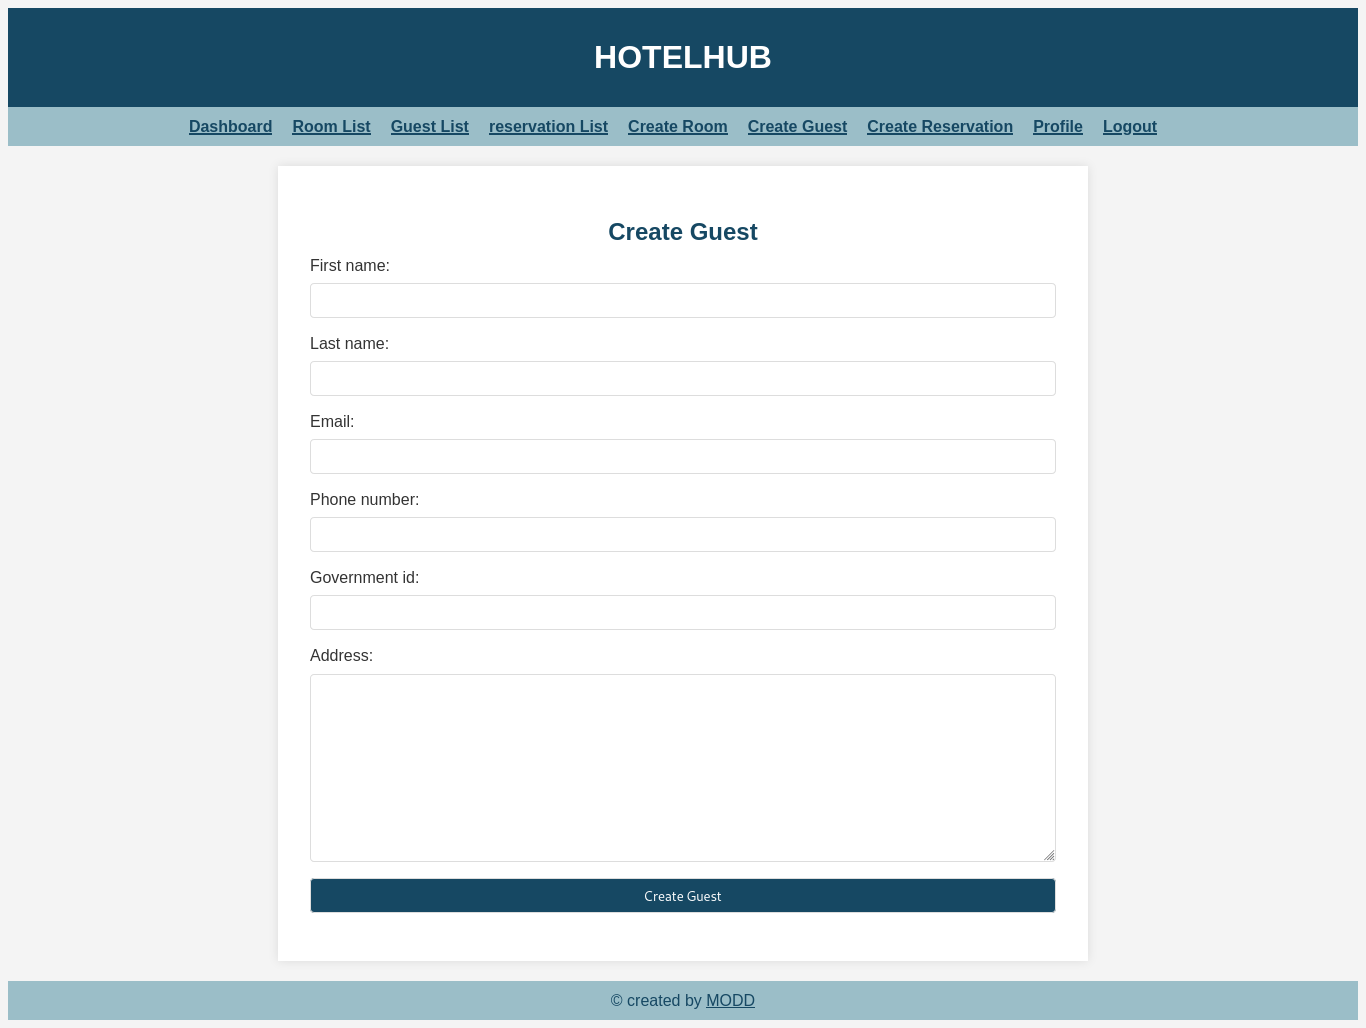 HOTELHUB
Dashboard Room List Guest List reservation List Create Room Create Guest Create Reservation Profile Logout
Create Guest
First name:
Last name:
Email:
Phone number:
Government id:
Address:
Create Guest
© created by MODD